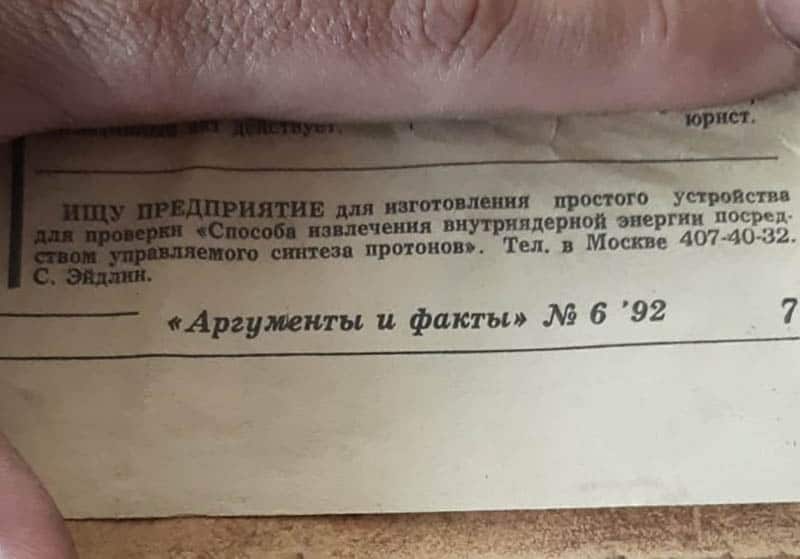 действует.
юрист.
ИЩУ ПРЕДПРИЯТИЕ для изготовления простого устройства
для проверки «Способа извлечения внутриядерной энергии посред-
ством управляемого синтеза протонов». Тел. в Москве 407-40-32.
С. Эйдлин.
«Аргументы и факты» № 6 '92 7